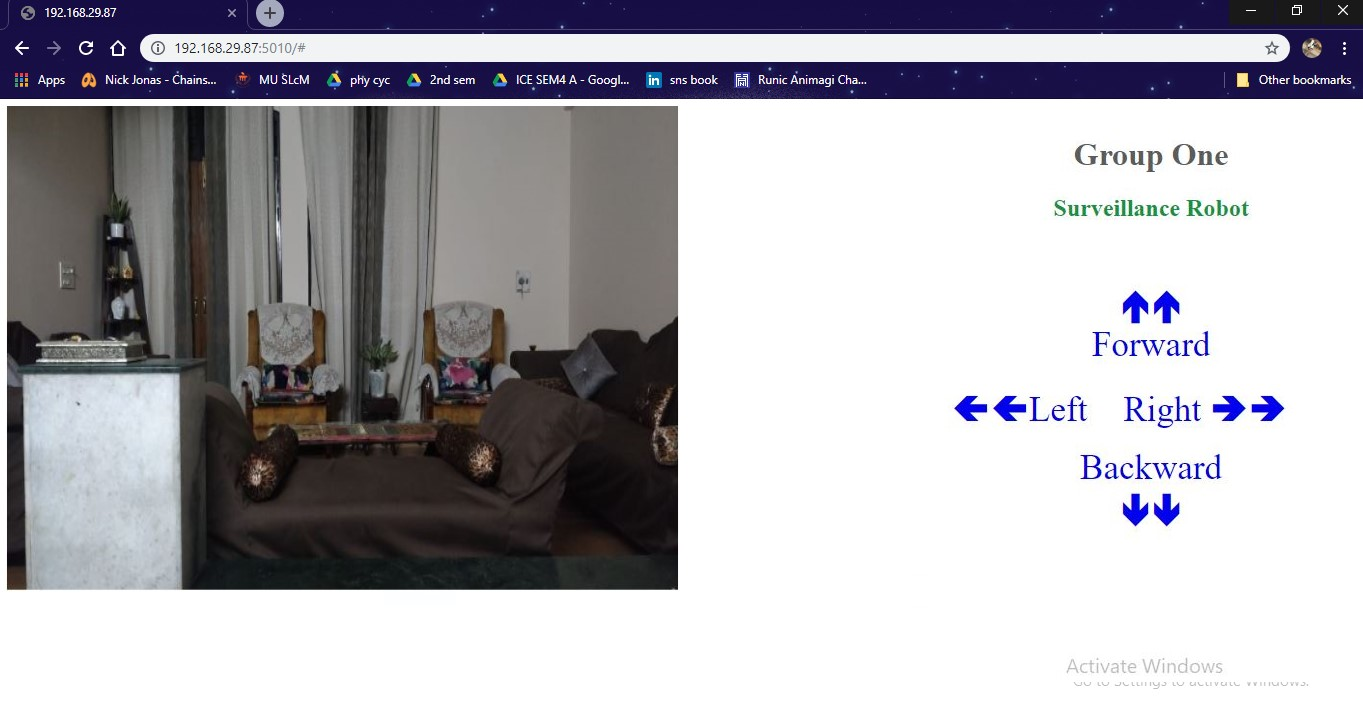 192.168.29.87
192.168.29.87:5010/#
Apps Nick Jonas - Chains... MU SLcM phy cyc 2nd sem ICE SEM4 A - Googl... sns book Runic Animagi Cha... Other bookmarks
Group One
Surveillance Robot
Forward
Left Right
Backward
Activate Windows
Go to Settings to activate Windows.